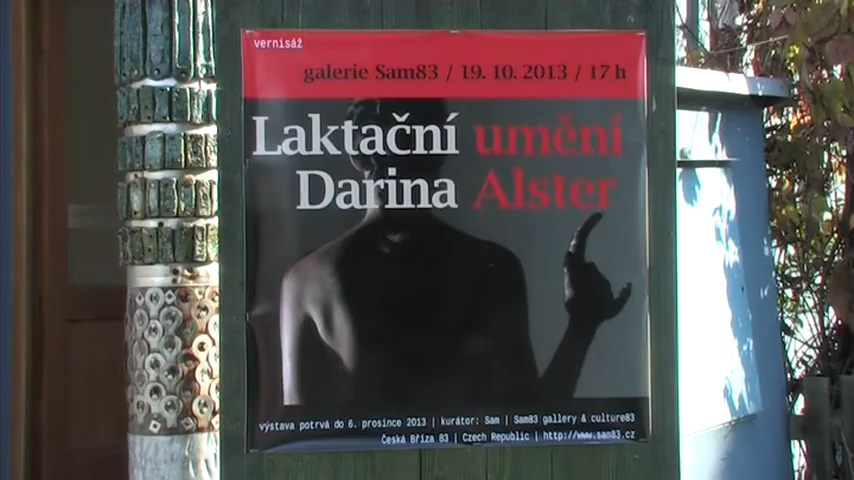 vernisáž
galerie Sam83 / 19. 10. 2013 / 17 h
Laktační umění
Darina Alster
výstava potrvá do 6. prosince 2013 | kurátor: Sam | Sam83 gallery & culture83
Česká Bříza 83 | Czech Republic | http://www.sam83.cz